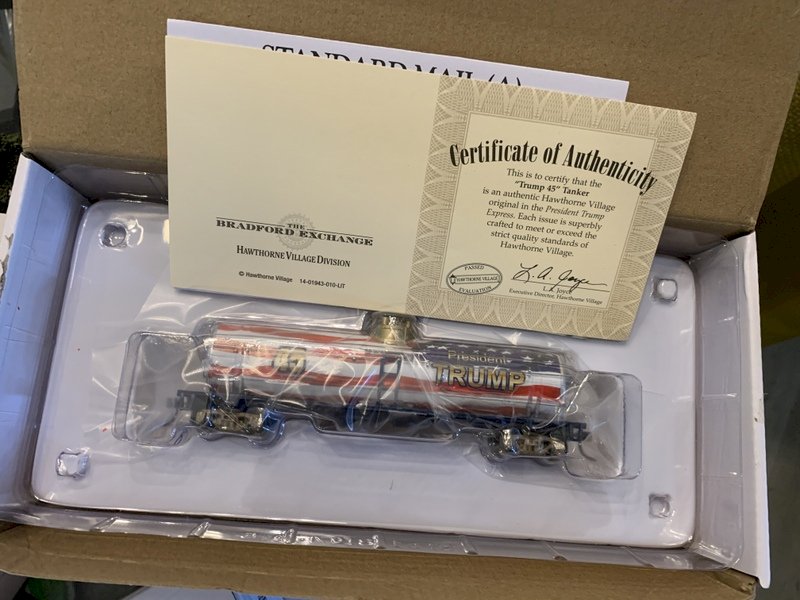 STANDARD MAIL (A)
Certificate of Authenticity
This is to certify that the
"Trump 45" Tanker
is an authentic Hawthorne Village
original in the President Trump
Express. Each issue is superbly
crafted to meet or exceed the
strict quality standards of
Hawthorne Village.
PASSED
HAWTHORNE VILLAGE
EVALUATION
L. A. Joyce
L.A. Joyce
Executive Director, Hawthorne Village
THE
BRADFORD EXCHANGE
HAWTHORNE VILLAGE DIVISION
© Hawthorne Village 14-01943-010-LIT
45
President
TRUMP